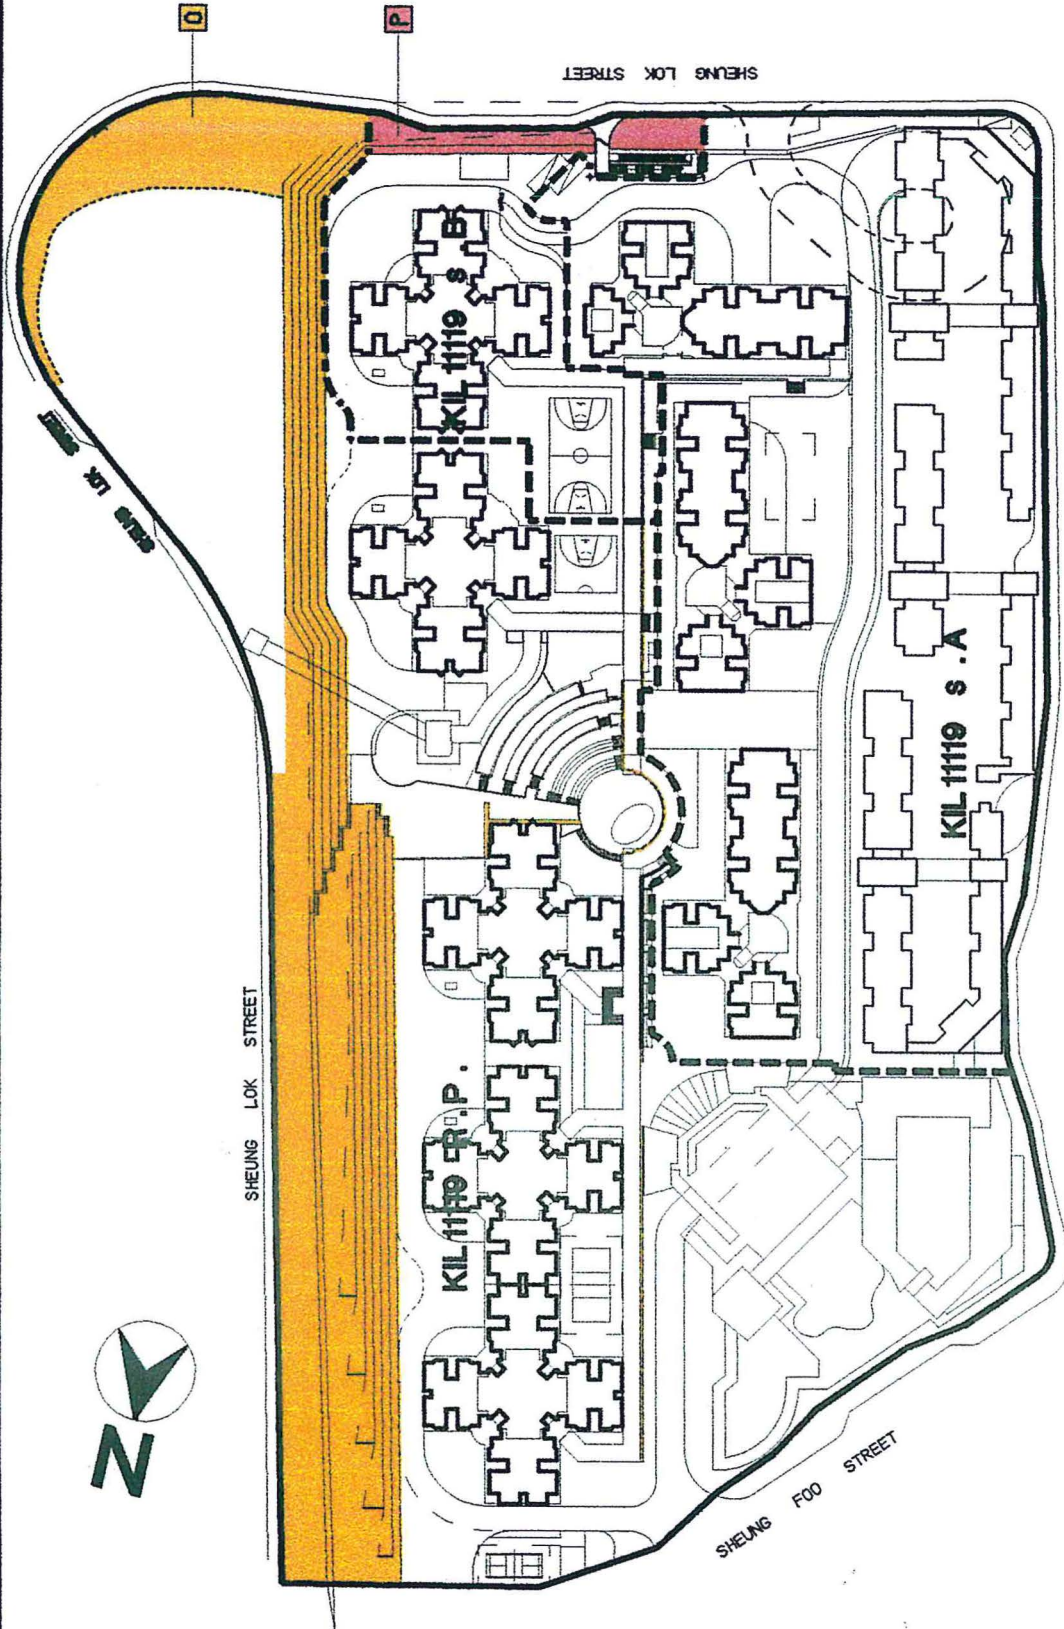 O
P
SHEUNG LOK STREET
SHEUNG LOK STREET
KIL 11119 s.B
KIL 11119 s.A
SHEUNG LOK STREET
KIL 11119 R.P.
N
SHEUNG FOO STREET